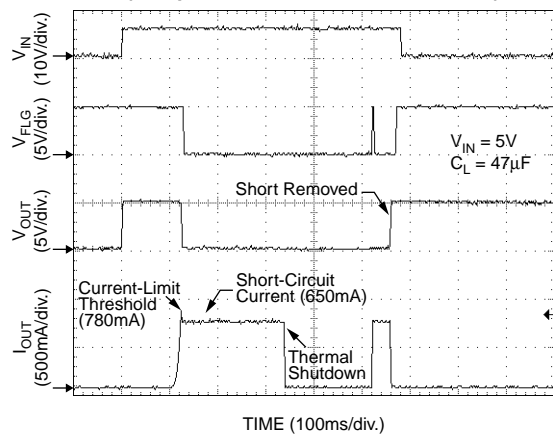 V_IN
(10V/div.)
V_FLG
(5V/div.)
V_IN = 5V
C_L = 47µF
V_OUT
(5V/div.)
Short Removed
I_OUT
(500mA/div.)
Current-Limit
Threshold
(780mA)
Short-Circuit
Current (650mA)
Thermal
Shutdown
TIME (100ms/div.)